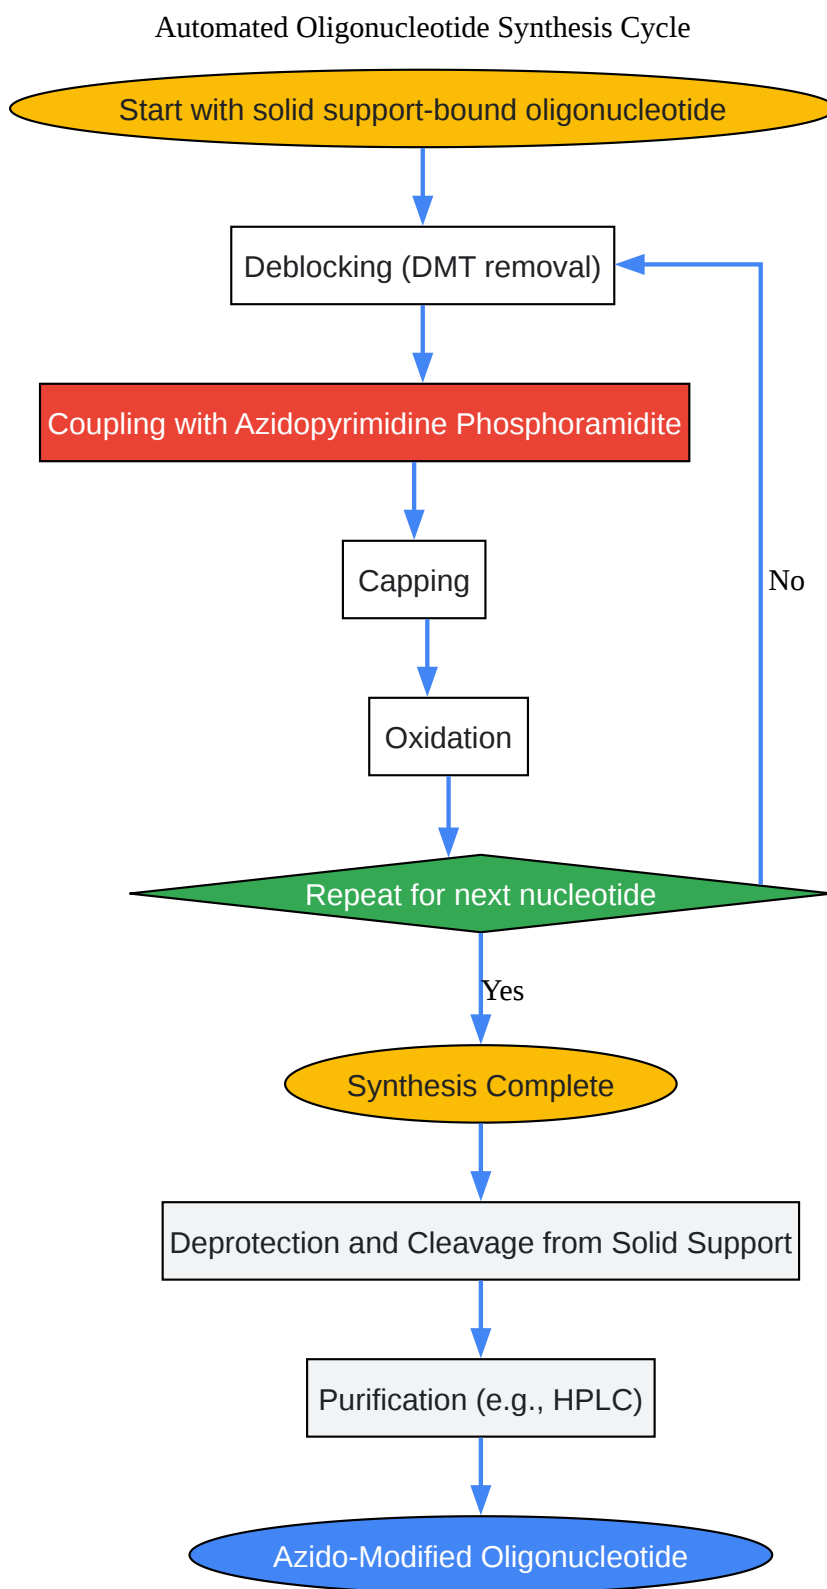 Automated Oligonucleotide Synthesis Cycle
Start with solid support-bound oligonucleotide
Deblocking (DMT removal)
Coupling with Azidopyrimidine Phosphoramidite
Capping
No
Oxidation
Repeat for next nucleotide
Yes
Synthesis Complete
Deprotection and Cleavage from Solid Support
Purification (e.g., HPLC)
Azido-Modified Oligonucleotide